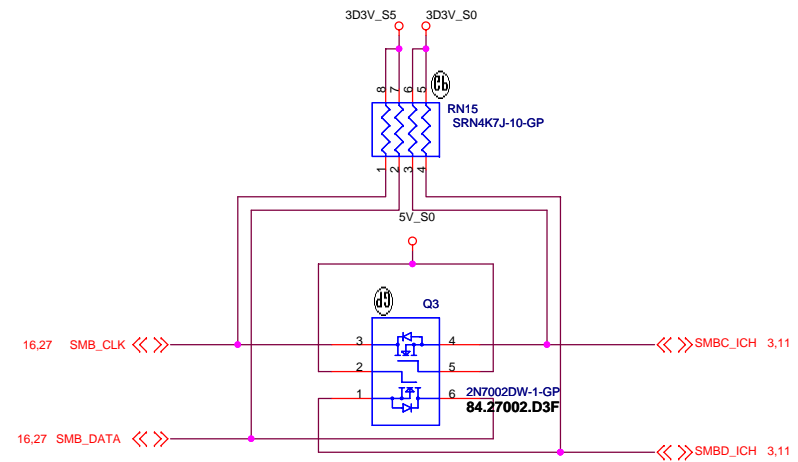 3D3V_S5 3D3V_S0
8 7 6 5
RN15
SRN4K7J-10-GP
1 2 3 4
5V_S0
Q3
16,27 SMB_CLK 3 4 SMBC_ICH 3,11
2 5
1 6 2N7002DW-1-GP
84.27002.D3F
16,27 SMB_DATA SMBD_ICH 3,11